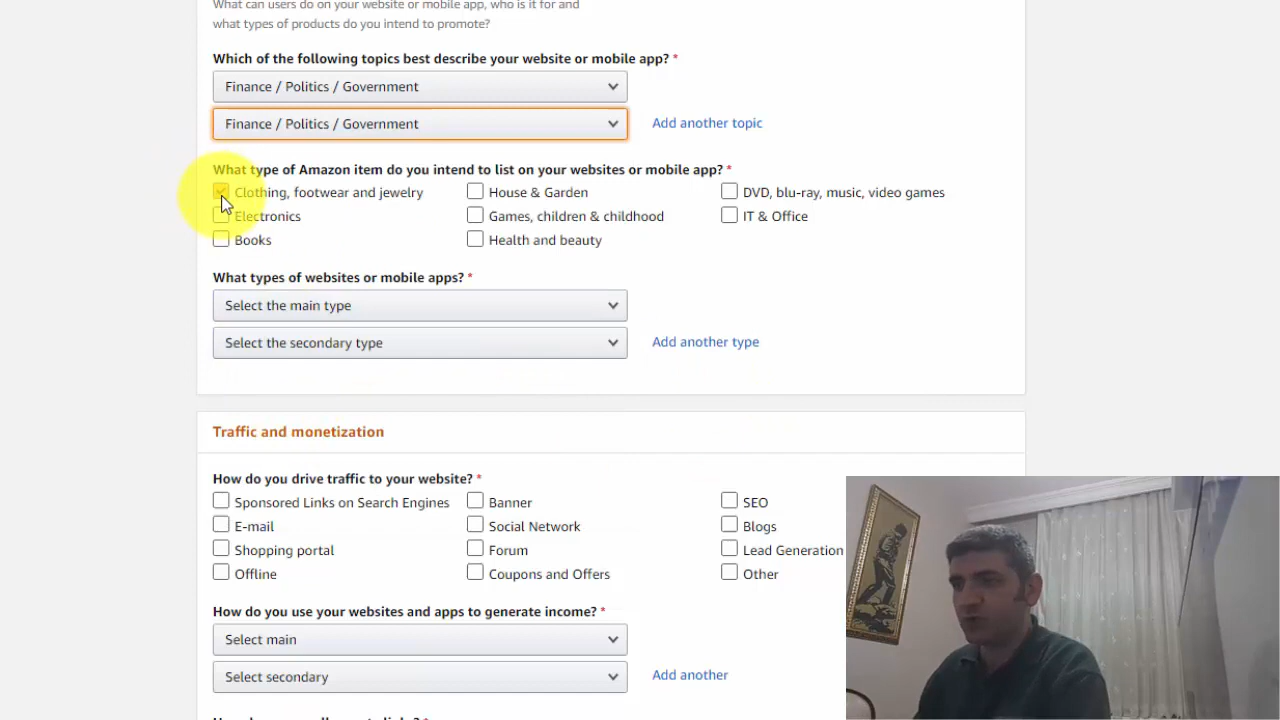 What can users do on your website or mobile app, who is it for and
what types of products do you intend to promote?
Which of the following topics best describe your website or mobile app? *
Finance / Politics / Government
Finance / Politics / Government
Add another topic
What type of Amazon item do you intend to list on your websites or mobile app? *
Clothing, footwear and jewelry
House & Garden
DVD, blu-ray, music, video games
Electronics
Games, children & childhood
IT & Office
Books
Health and beauty
What types of websites or mobile apps? *
Select the main type
Select the secondary type
Add another type
Traffic and monetization
How do you drive traffic to your website? *
Sponsored Links on Search Engines
Banner
SEO
E-mail
Social Network
Blogs
Shopping portal
Forum
Lead Generation
Offline
Coupons and Offers
Other
How do you use your websites and apps to generate income? *
Select main
Select secondary
Add another